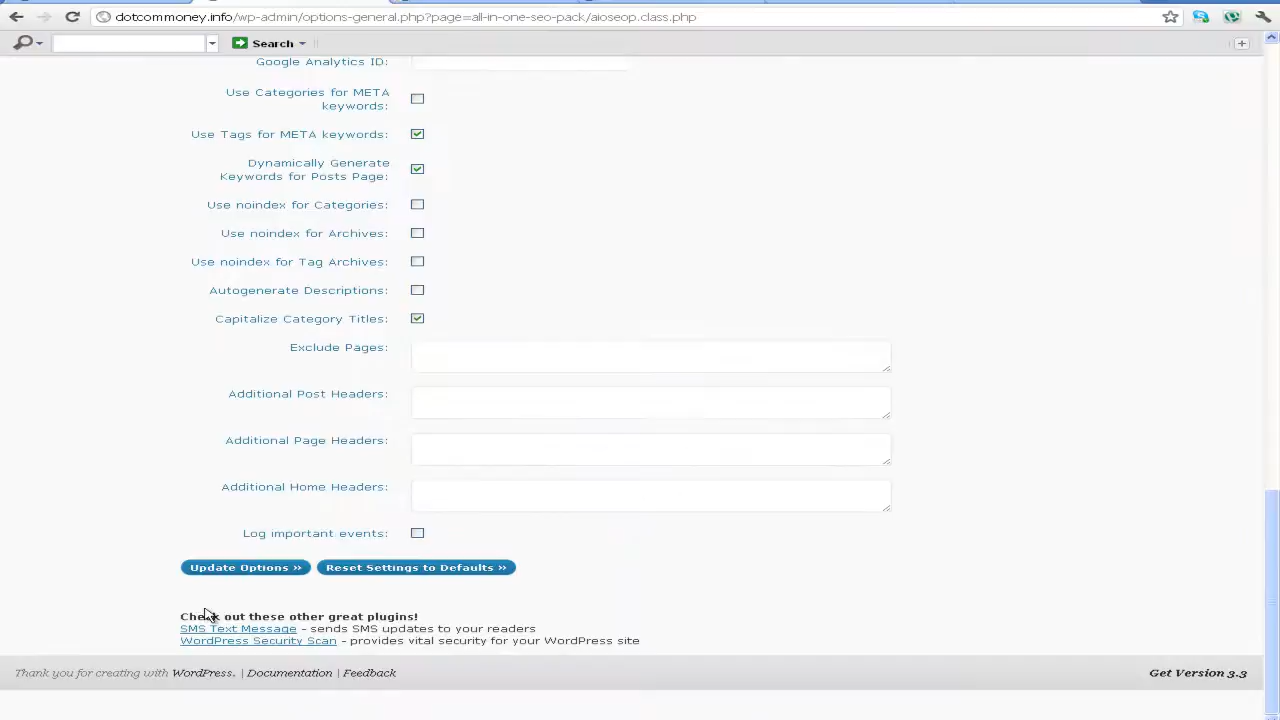 dotcommoney.info/wp-admin/options-general.php?page=all-in-one-seo-pack/aioseop.class.php
Search
Google Analytics ID:
Use Categories for META
keywords:
Use Tags for META keywords:
Dynamically Generate
Keywords for Posts Page:
Use noindex for Categories:
Use noindex for Archives:
Use noindex for Tag Archives:
Autogenerate Descriptions:
Capitalize Category Titles:
Exclude Pages:
Additional Post Headers:
Additional Page Headers:
Additional Home Headers:
Log important events:
Update Options » Reset Settings to Defaults »
Check out these other great plugins!
SMS Text Message - sends SMS updates to your readers
WordPress Security Scan - provides vital security for your WordPress site
Thank you for creating with WordPress. | Documentation | Feedback Get Version 3.3